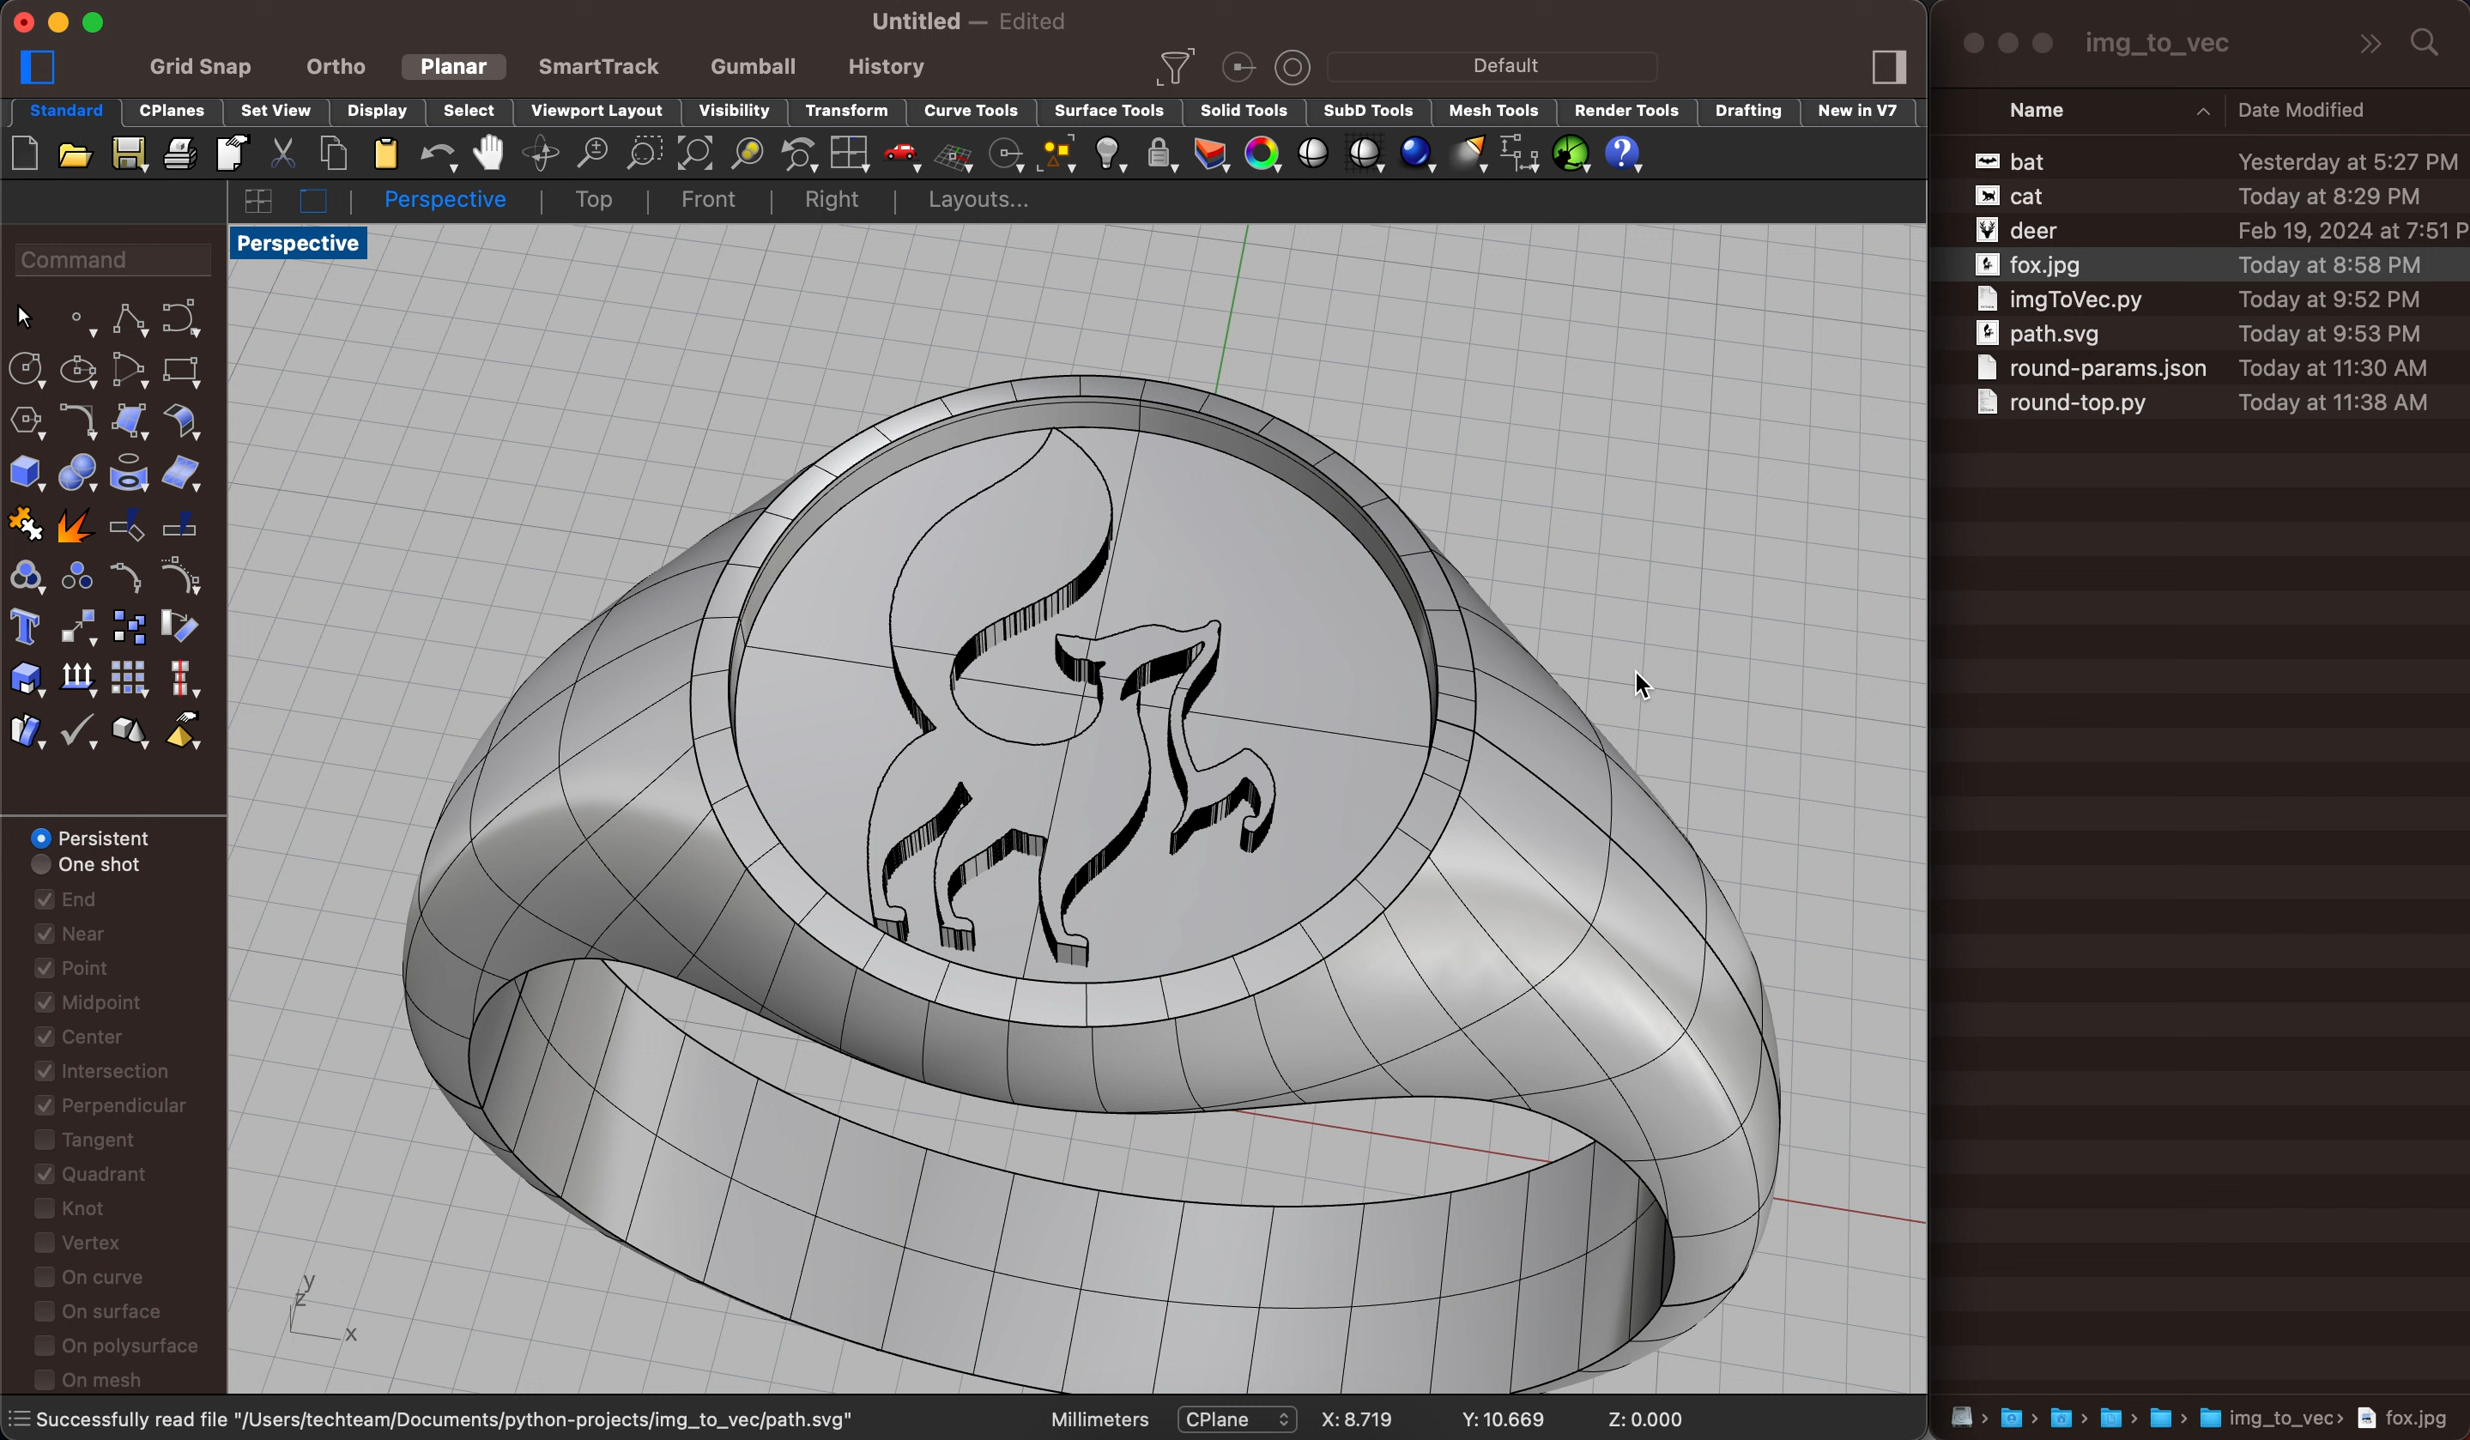 Untitled — Edited
Grid Snap Ortho Planar SmartTrack Gumball History Default
Standard CPlanes Set View Display Select Viewport Layout Visibility Transform Curve Tools Surface Tools Solid Tools SubD Tools Mesh Tools Render Tools Drafting New in V7
Perspective Top Front Right Layouts...
Perspective
Command
Persistent
One shot
End
Near
Point
Midpoint
Center
Intersection
Perpendicular
Tangent
Quadrant
Knot
Vertex
On curve
On surface
On polysurface
On mesh
y
z
x
Successfully read file "/Users/techteam/Documents/python-projects/img_to_vec/path.svg" Millimeters CPlane X: 8.719 Y: 10.669 Z: 0.000
img_to_vec
Name Date Modified
bat Yesterday at 5:27 PM
cat Today at 8:29 PM
deer Feb 19, 2024 at 7:51 P
fox.jpg Today at 8:58 PM
imgToVec.py Today at 9:52 PM
path.svg Today at 9:53 PM
round-params.json Today at 11:30 AM
round-top.py Today at 11:38 AM
img_to_vec › fox.jpg